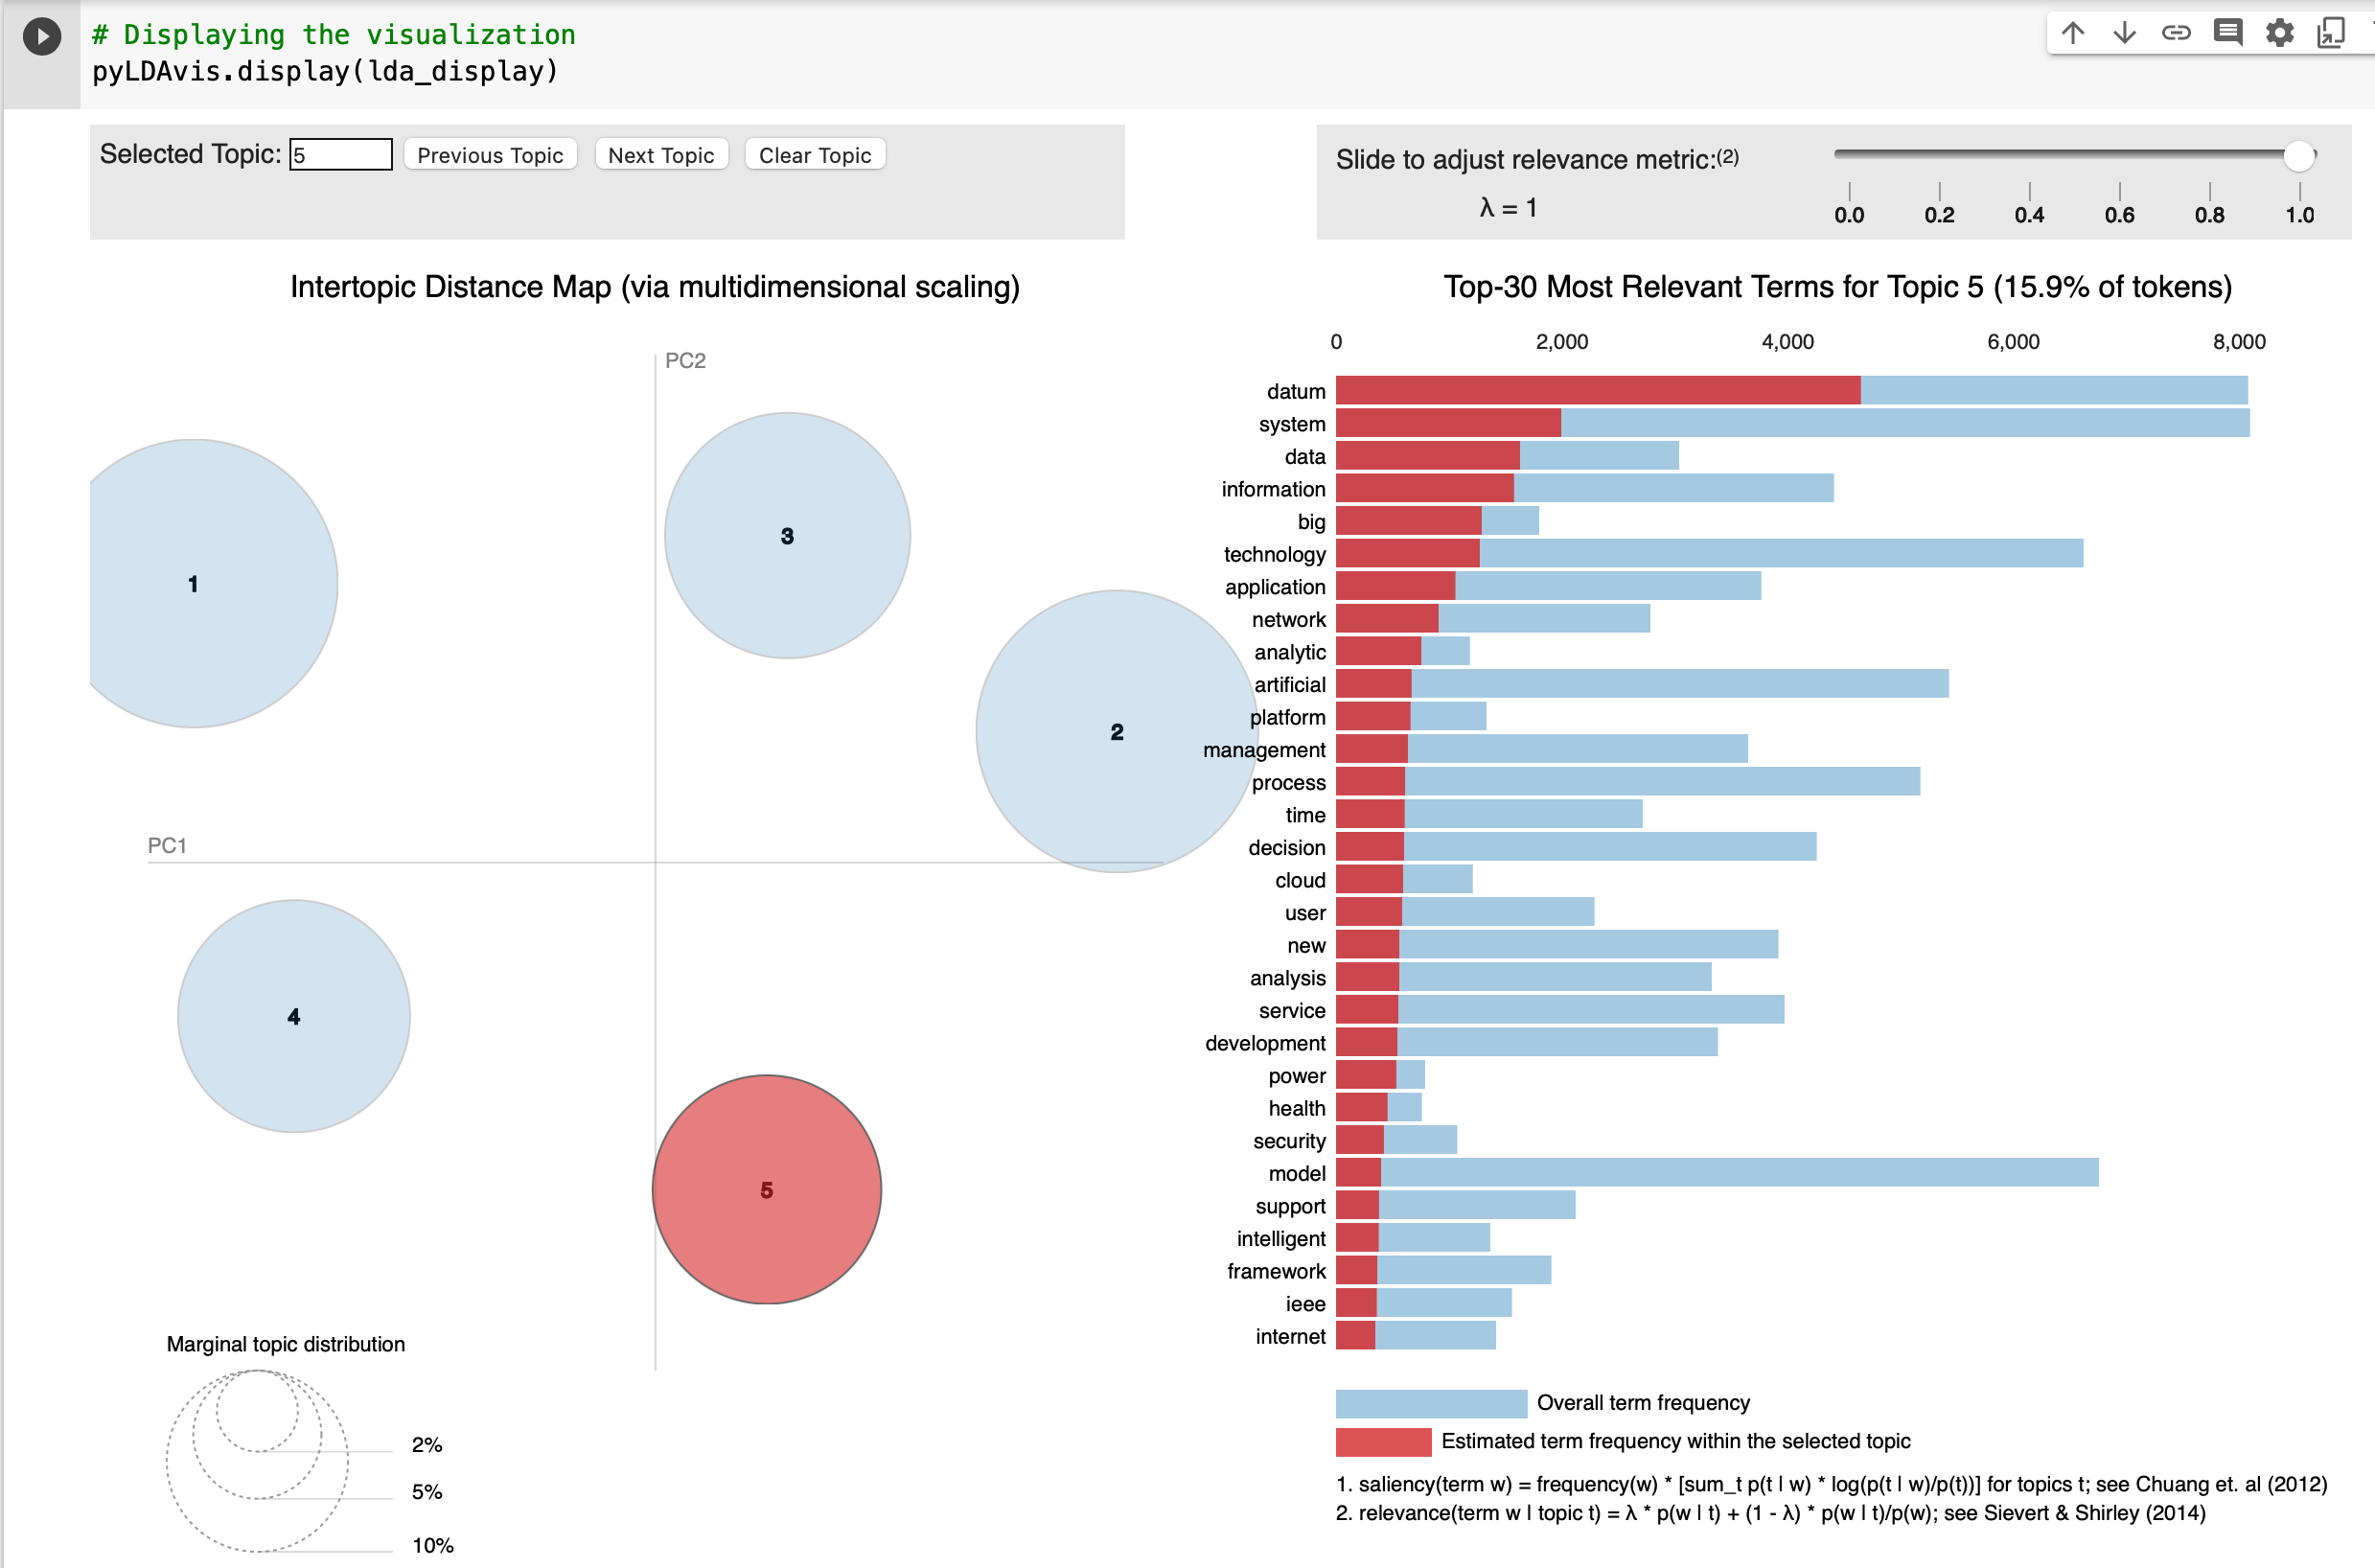 # Displaying the visualization
pyLDAvis.display(lda_display)
Selected Topic: 5 Previous Topic Next Topic Clear Topic
Slide to adjust relevance metric:(2)
λ = 1
0.0 0.2 0.4 0.6 0.8 1.0
Intertopic Distance Map (via multidimensional scaling)
PC2
PC1
1
3
2
4
5
Marginal topic distribution
2%
5%
10%
Top-30 Most Relevant Terms for Topic 5 (15.9% of tokens)
0 2,000 4,000 6,000 8,000
datum
system
data
information
big
technology
application
network
analytic
artificial
platform
management
process
time
decision
cloud
user
new
analysis
service
development
power
health
security
model
support
intelligent
framework
ieee
internet
Overall term frequency
Estimated term frequency within the selected topic
1. saliency(term w) = frequency(w) * [sum_t p(t | w) * log(p(t | w)/p(t))] for topics t; see Chuang et. al (2012)
2. relevance(term w | topic t) = λ * p(w | t) + (1 - λ) * p(w | t)/p(w); see Sievert & Shirley (2014)